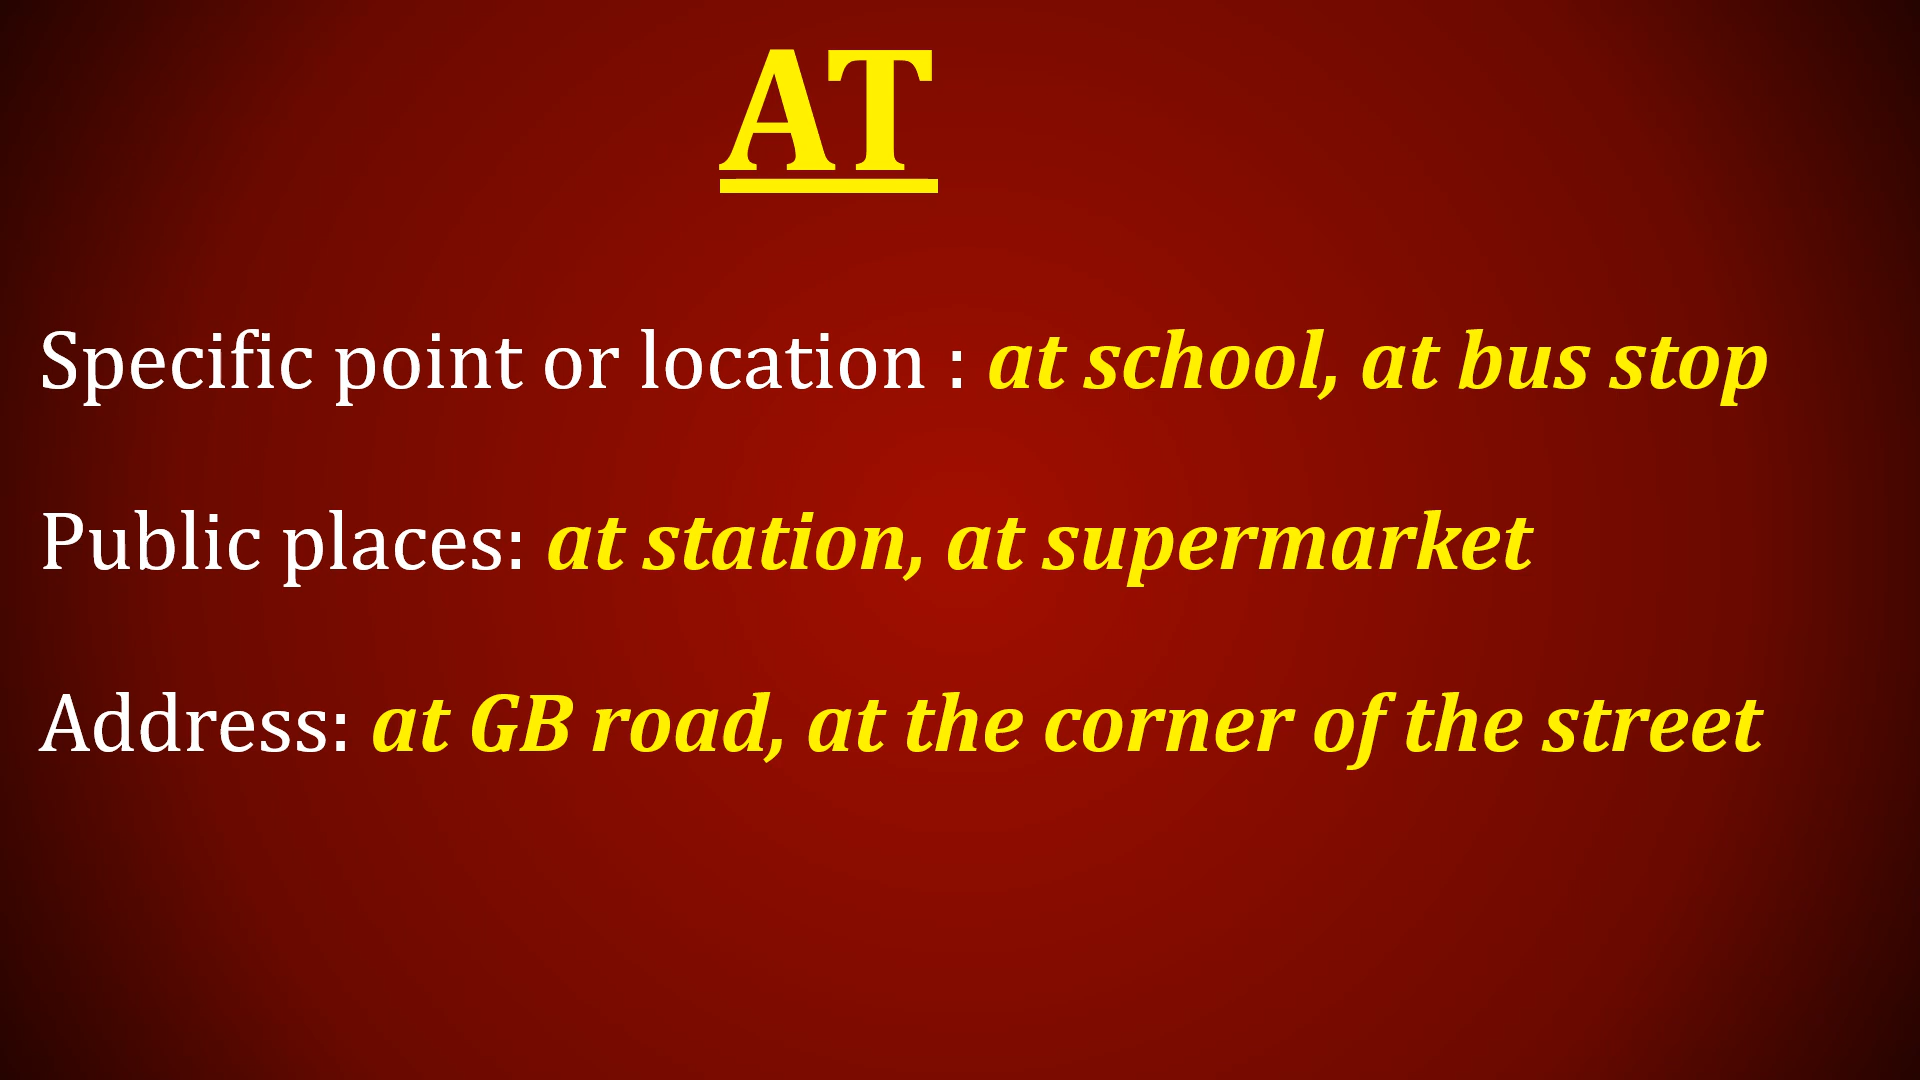 AT
Specific point or location : at school, at bus stop
Public places: at station, at supermarket
Address: at GB road, at the corner of the street